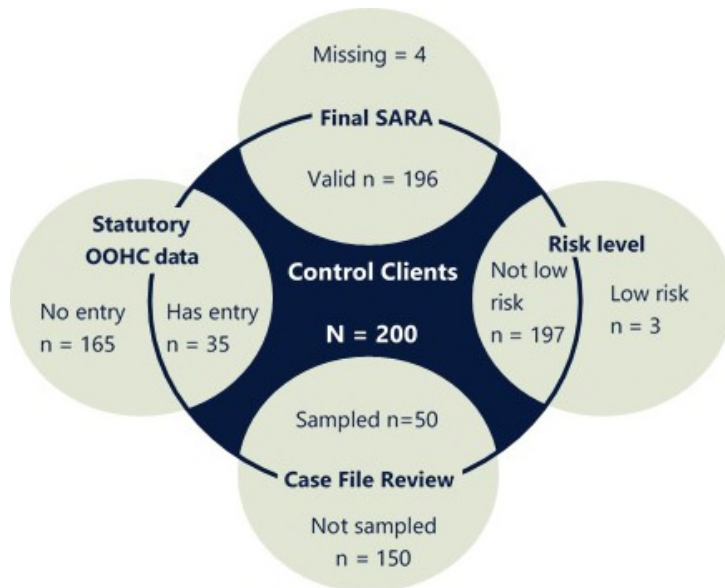 Missing = 4
Final SARA
Valid n = 196
Statutory
OOHC data
No entry
n = 165
Has entry
n = 35
Control Clients
N = 200
Risk level
Not low
risk
n = 197
Low risk
n = 3
Sampled n=50
Case File Review
Not sampled
n = 150